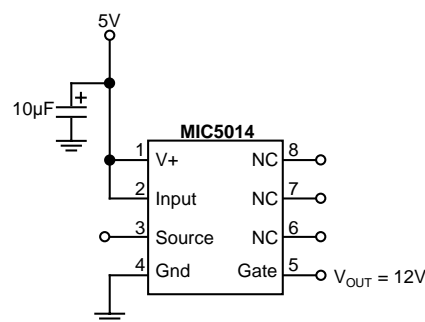 5V
10µF
+
MIC5014
1 V+ NC 8
2 Input NC 7
3 Source NC 6
4 Gnd Gate 5 V_OUT = 12V